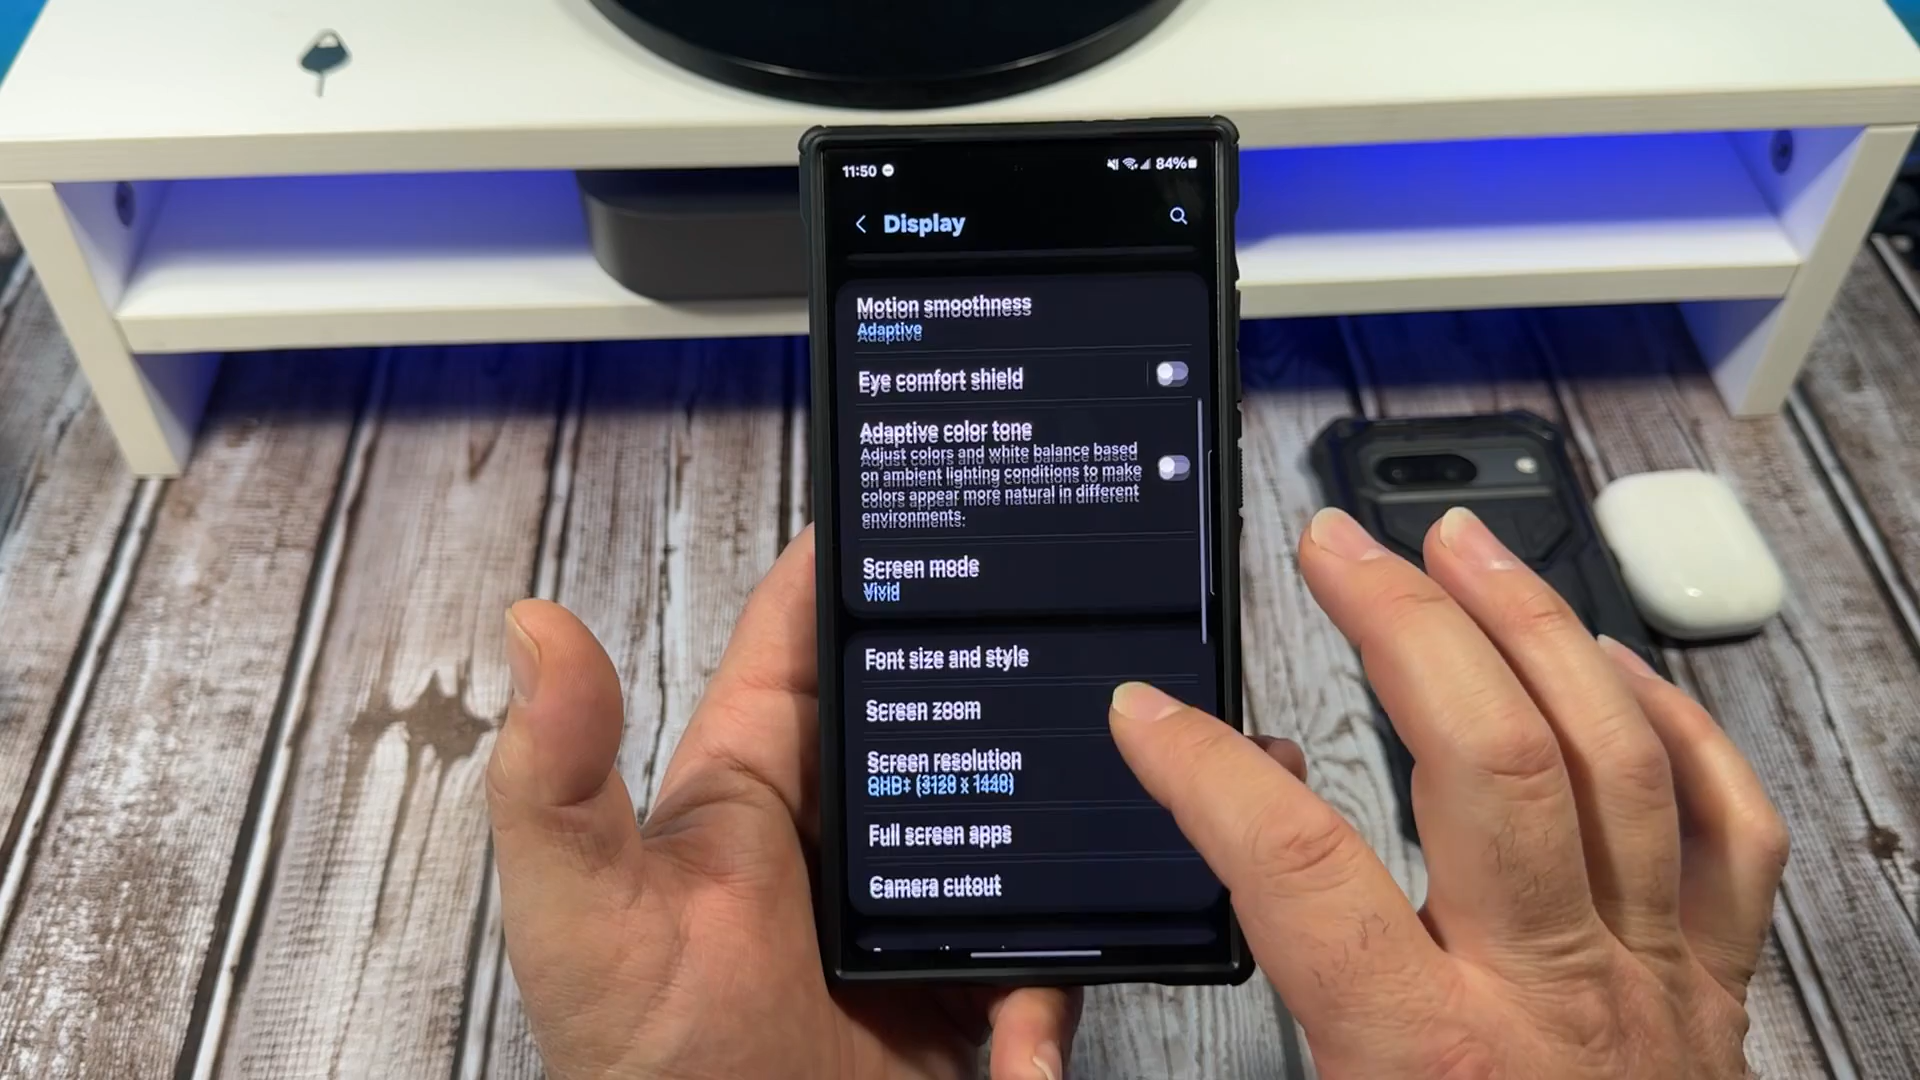 11:50
84%
Display
Motion smoothness
Adaptive
Eye comfort shield
Adaptive color tone
Adjust colors and white balance based
on ambient lighting conditions to make
colors appear more natural in different
environments.
Screen mode
Vivid
Font size and style
Screen zoom
Screen resolution
QHD+ (3120 x 1440)
Full screen apps
Camera cutout